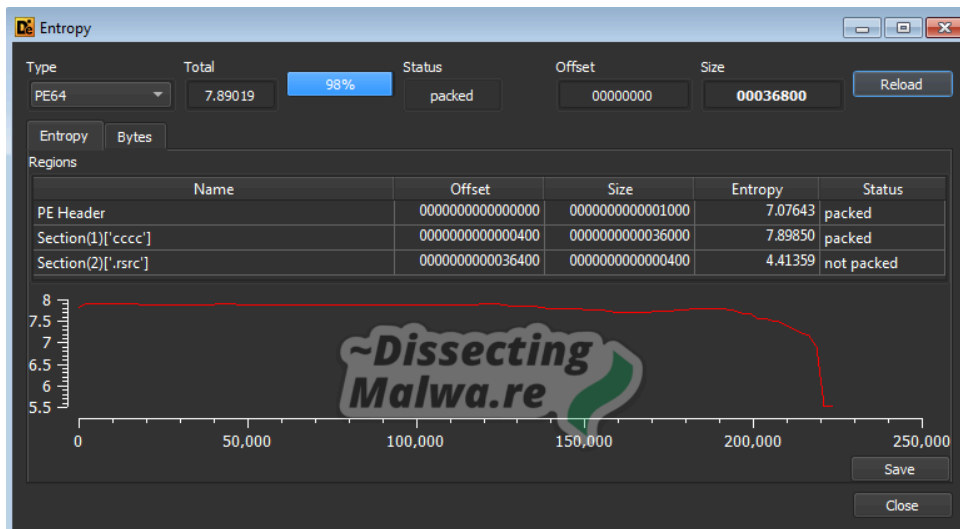 Entropy
Type Total Status Offset Size
PE64 7.89019 98% packed 00000000 00036800 Reload
Entropy Bytes
Regions
Name Offset Size Entropy Status
PE Header 0000000000000000 0000000000001000 7.07643 packed
Section(1)['cccc'] 0000000000000400 0000000000036000 7.89850 packed
Section(2)['.rsrc'] 0000000000036400 0000000000000400 4.41359 not packed
8
7.5
7
6.5
6
5.5
~Dissecting
Malwa.re
0 50,000 100,000 150,000 200,000 250,000
Save
Close